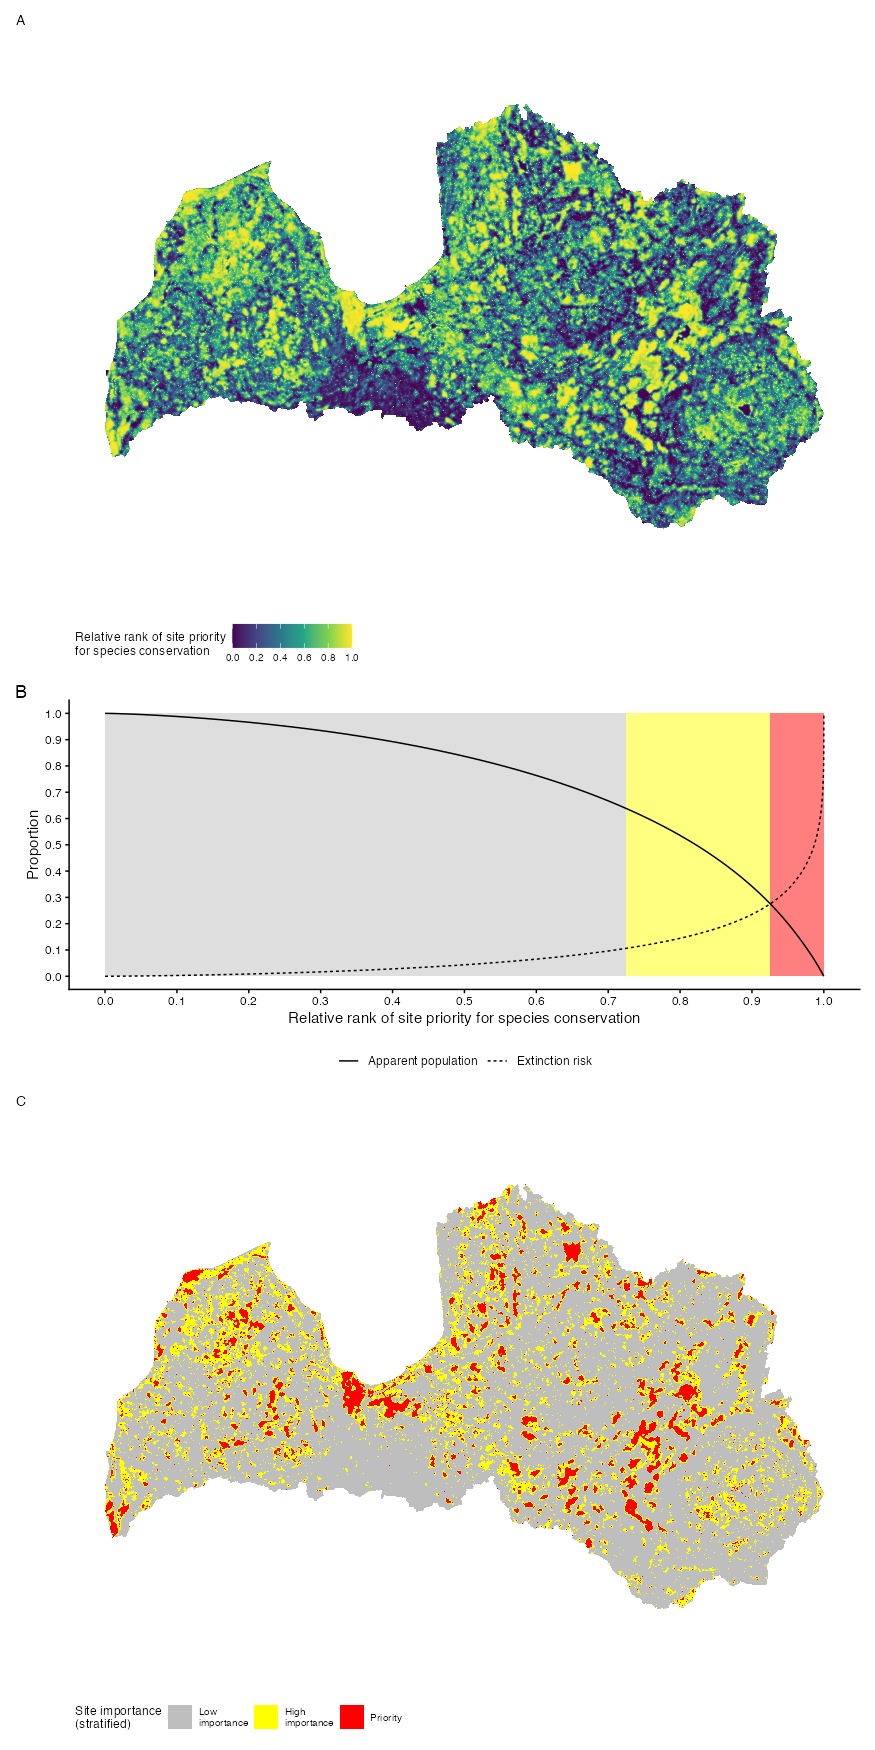 A
Relative rank of site priority
for species conservation
0.0 0.2 0.4 0.6 0.8 1.0
B
1.0
0.9
0.8
0.7
0.6
0.5
0.4
0.3
0.2
0.1
0.0
Proportion
0.0 0.1 0.2 0.3 0.4 0.5 0.6 0.7 0.8 0.9 1.0
Relative rank of site priority for species conservation
Apparent population Extinction risk
C
Site importance
(stratified)
Low
importance
High
importance
Priority